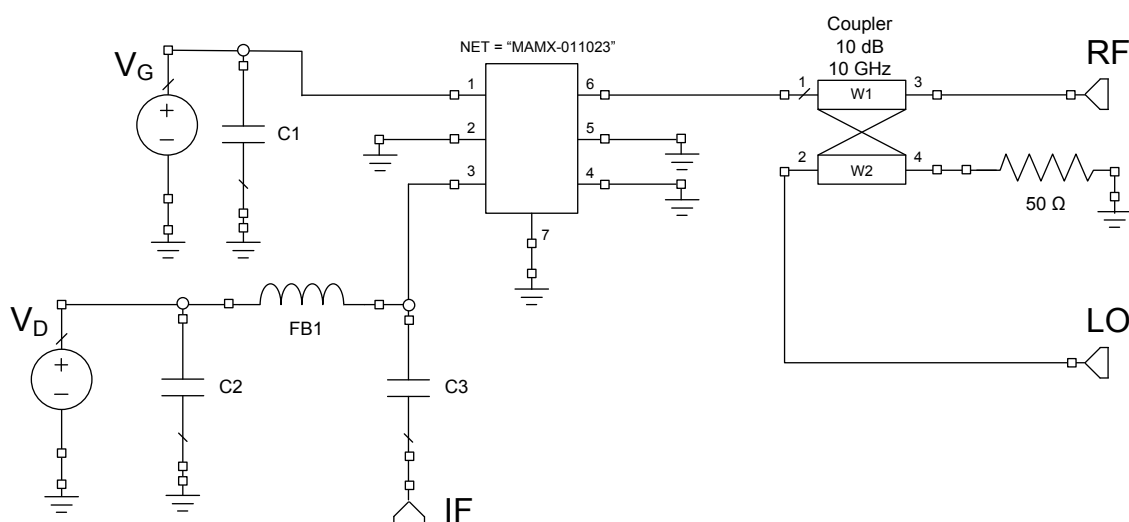 Coupler
10 dB
10 GHz
RF
NET = “MAMX-011023”
VG
C1
1
2
3
6
5
4
7
1
W1
3
2
W2
4
50 Ω
VD
FB1
C2
C3
LO
IF